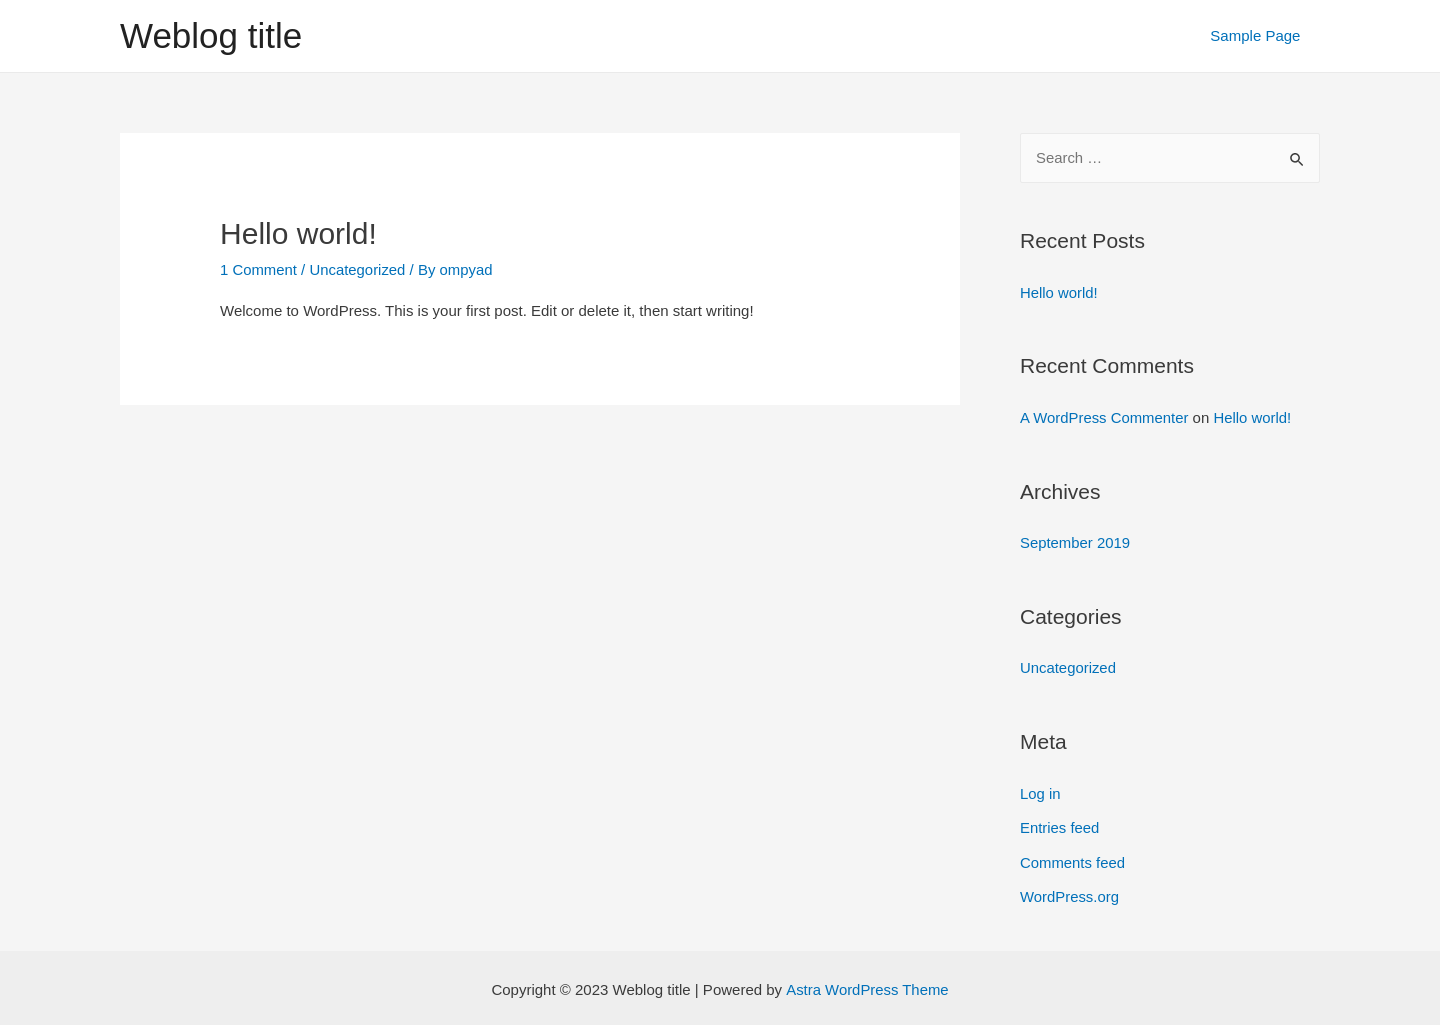 Weblog title
Sample Page
Hello world!
1 Comment / Uncategorized / By ompyad
Welcome to WordPress. This is your first post. Edit or delete it, then start writing!
Search …
Recent Posts
Hello world!
Recent Comments
A WordPress Commenter on Hello world!
Archives
September 2019
Categories
Uncategorized
Meta
Log in
Entries feed
Comments feed
WordPress.org
Copyright © 2023 Weblog title | Powered by Astra WordPress Theme